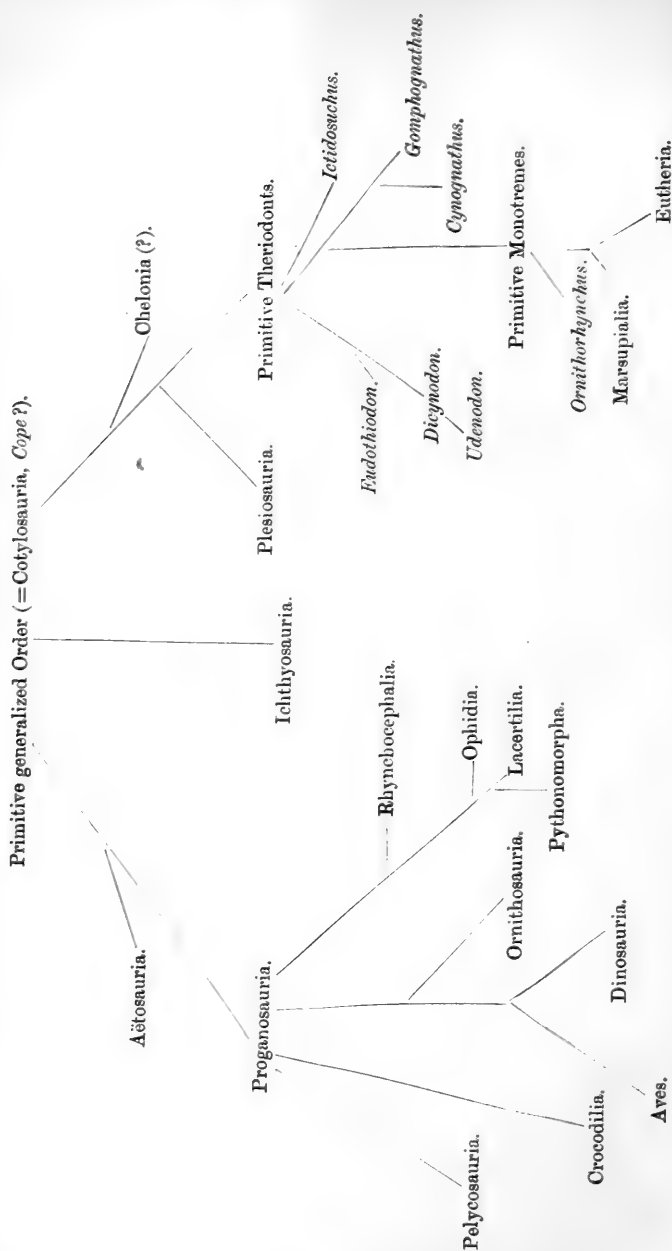 Primitive generalized Order (=Cotylosauria, Cope ?).
Aëtosauria.
Chelonia (?).
Proganosauria.
Ichthyosauria.
Plesiosauria.
Primitive Theriodonts.
Ictidosuchus.
Rhynchocephalia.
Eudothiodon.
Gomphognathus.
Dicynodon.
Cynognathus.
Pelycosauria.
Ophidia.
Udenodon.
Ornithosauria.
Lacertilia.
Primitive Monotremes.
Pythonomorpha.
Crocodilia.
Dinosauria.
Ornithorhynchus.
Marsupialia.
Aves.
Eutheria.